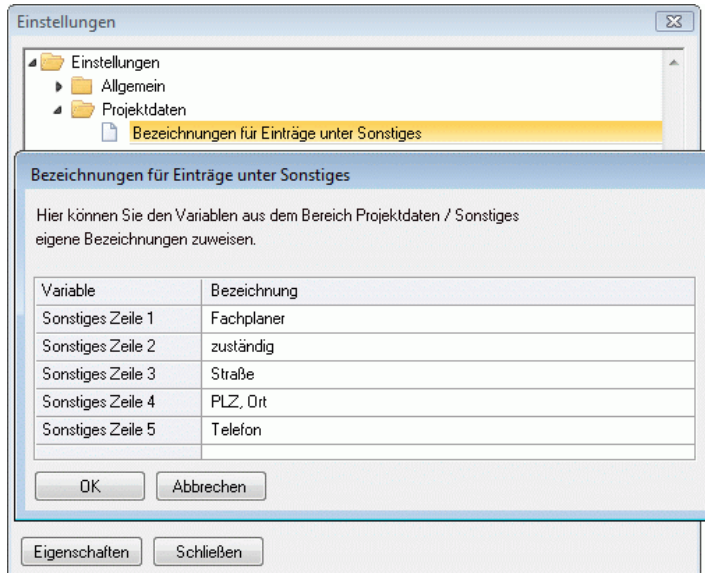 Einstellungen
Einstellungen
Allgemein
Projektdaten
Bezeichnungen für Einträge unter Sonstiges
Bezeichnungen für Einträge unter Sonstiges
Hier können Sie den Variablen aus dem Bereich Projektdaten / Sonstiges
eigene Bezeichnungen zuweisen.
Variable Bezeichnung
Sonstiges Zeile 1 Fachplaner
Sonstiges Zeile 2 zuständig
Sonstiges Zeile 3 Straße
Sonstiges Zeile 4 PLZ, Ort
Sonstiges Zeile 5 Telefon
OK Abbrechen
Eigenschaften Schließen